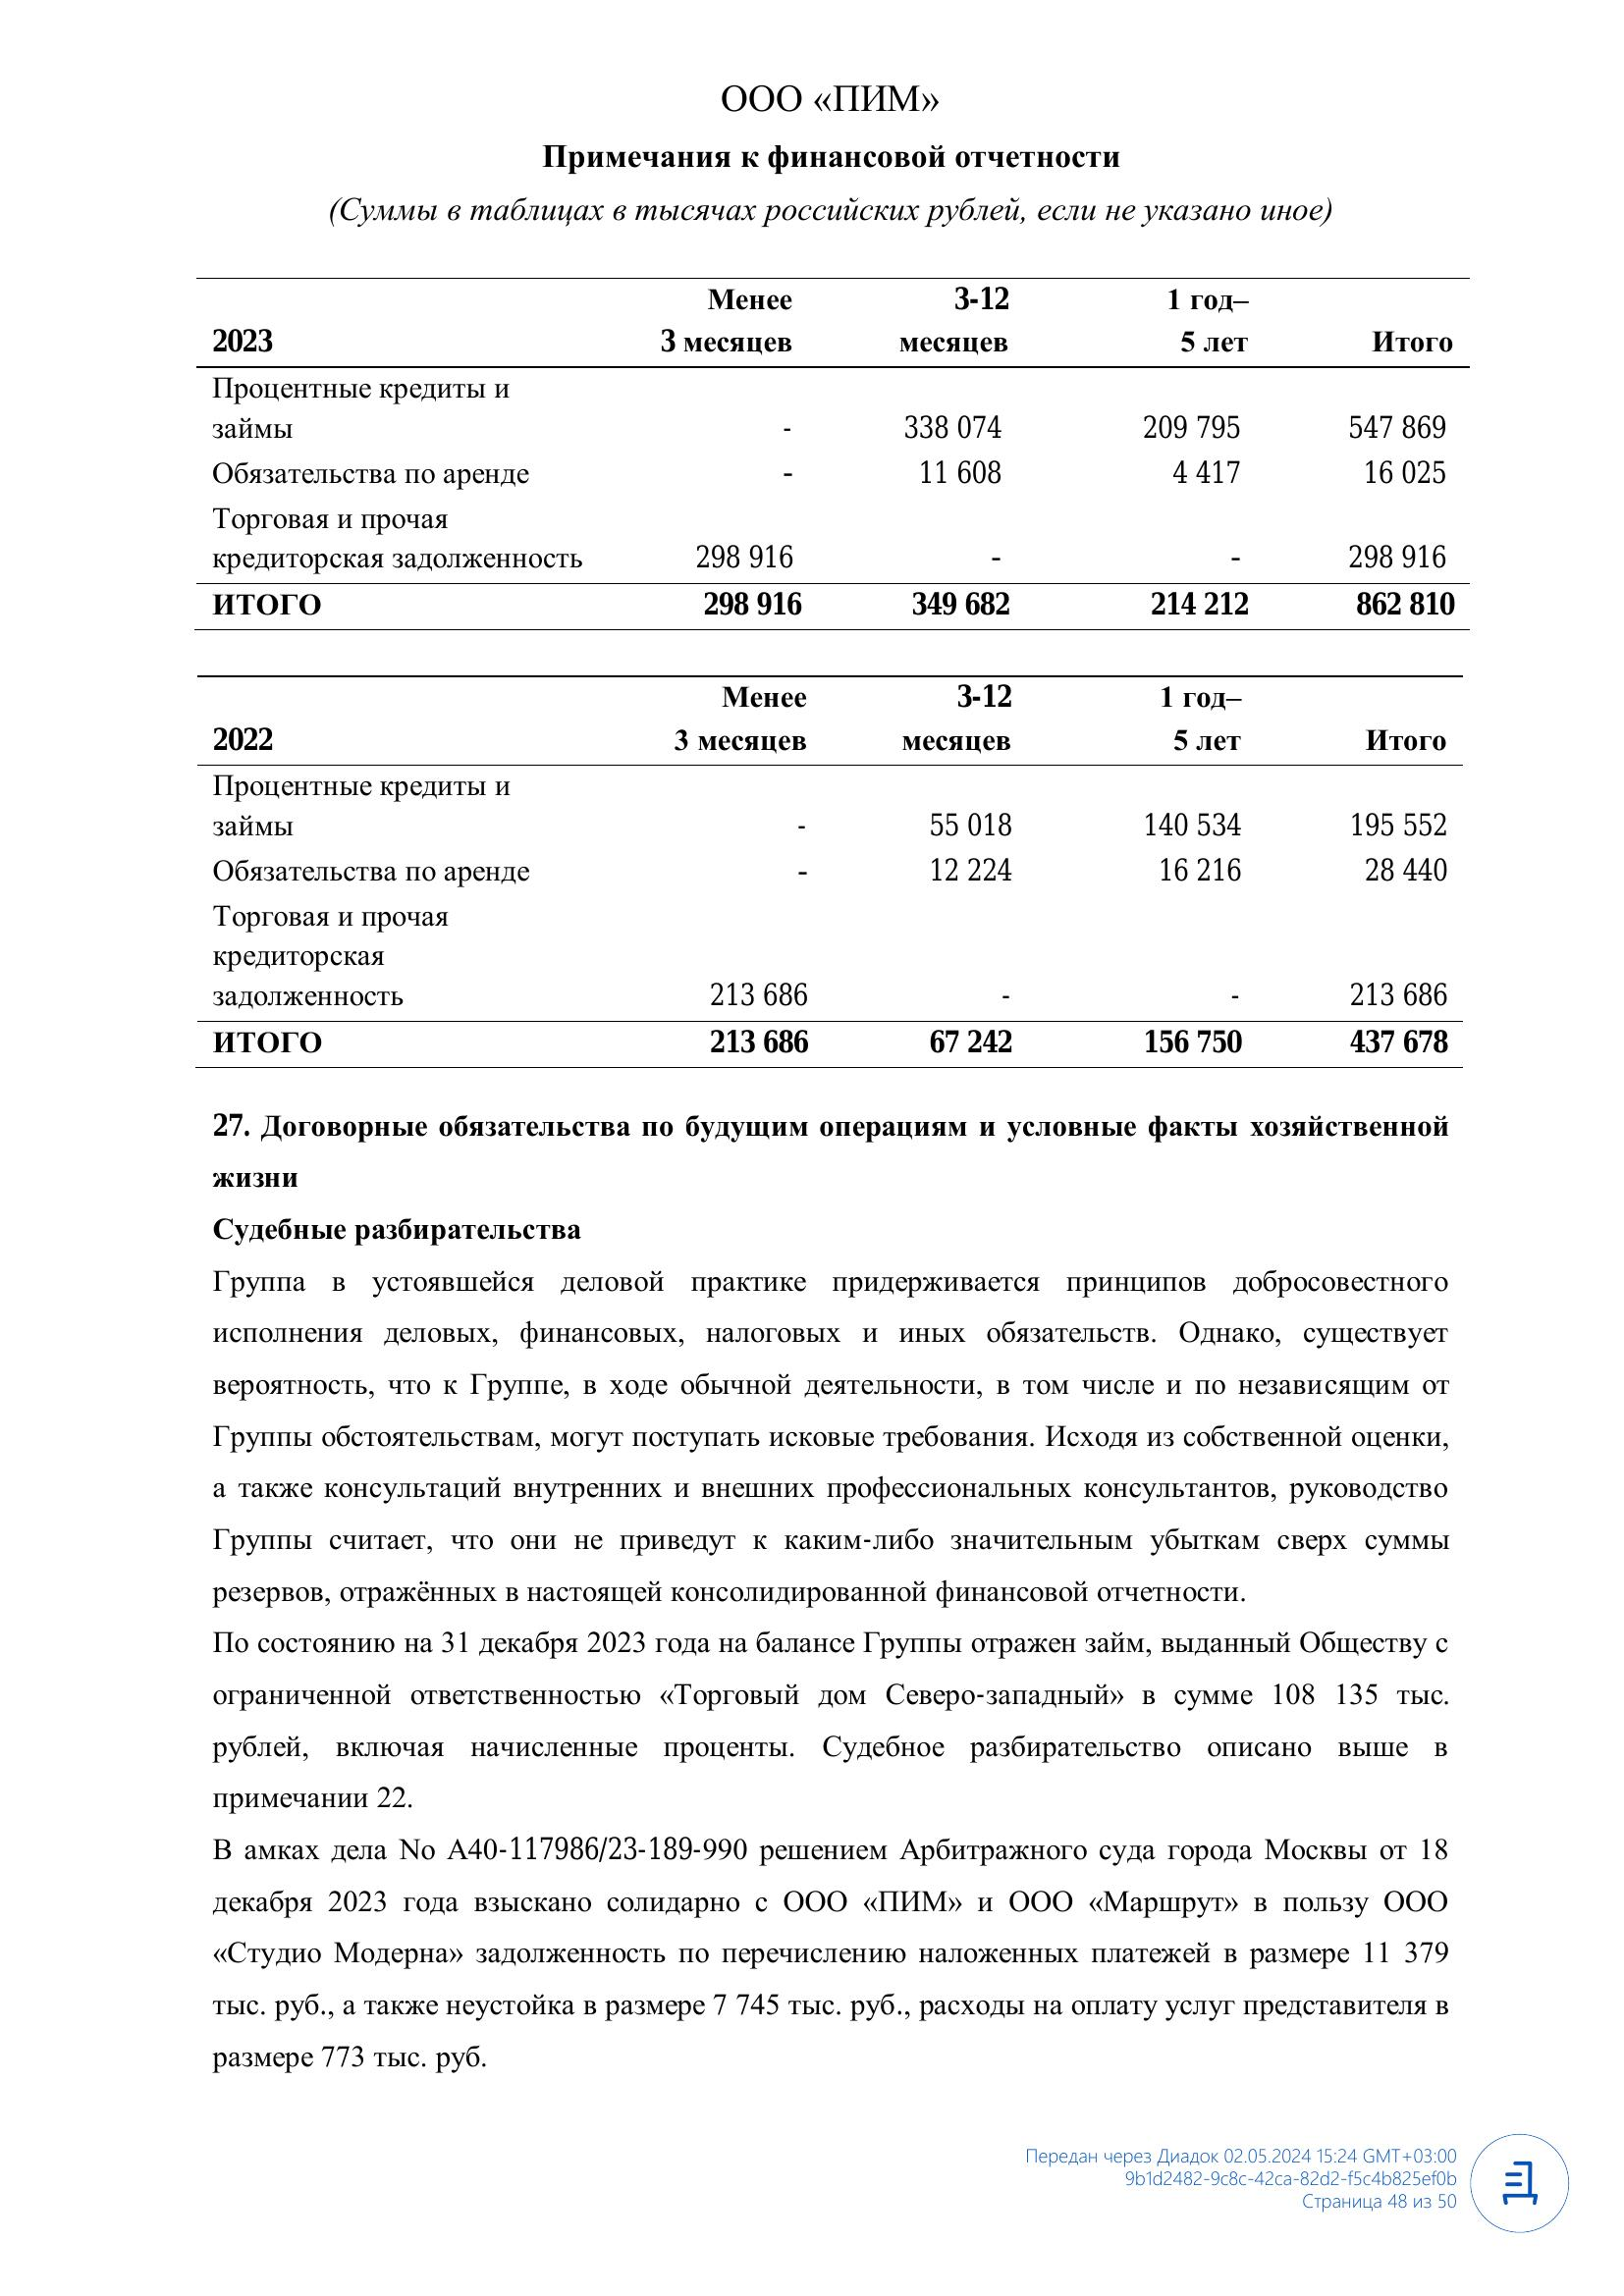 ООО «ПИМ»
Примечания к финансовой отчетности
(Суммы в таблицах в тысячах российских рублей, если не указано иное)
Менее 3-12 1 год–
2023 3 месяцев месяцев 5 лет Итого
Процентные кредиты и
займы - 338 074 209 795 547 869
Обязательства по аренде - 11 608 4 417 16 025
Торговая и прочая
кредиторская задолженность 298 916 - - 298 916
ИТОГО 298 916 349 682 214 212 862 810
Менее 3-12 1 год–
2022 3 месяцев месяцев 5 лет Итого
Процентные кредиты и
займы - 55 018 140 534 195 552
Обязательства по аренде - 12 224 16 216 28 440
Торговая и прочая
кредиторская
задолженность 213 686 - - 213 686
ИТОГО 213 686 67 242 156 750 437 678
27. Договорные обязательства по будущим операциям и условные факты хозяйственной
жизни
Судебные разбирательства
Группа в устоявшейся деловой практике придерживается принципов добросовестного
исполнения деловых, финансовых, налоговых и иных обязательств. Однако, существует
вероятность, что к Группе, в ходе обычной деятельности, в том числе и по независящим от
Группы обстоятельствам, могут поступать исковые требования. Исходя из собственной оценки,
а также консультаций внутренних и внешних профессиональных консультантов, руководство
Группы считает, что они не приведут к каким-либо значительным убыткам сверх суммы
резервов, отражённых в настоящей консолидированной финансовой отчетности.
По состоянию на 31 декабря 2023 года на балансе Группы отражен займ, выданный Обществу с
ограниченной ответственностью «Торговый дом Северо-западный» в сумме 108 135 тыс.
рублей, включая начисленные проценты. Судебное разбирательство описано выше в
примечании 22.
В амках дела No А40-117986/23-189-990 решением Арбитражного суда города Москвы от 18
декабря 2023 года взыскано солидарно с ООО «ПИМ» и ООО «Маршрут» в пользу ООО
«Студио Модерна» задолженность по перечислению наложенных платежей в размере 11 379
тыс. руб., а также неустойка в размере 7 745 тыс. руб., расходы на оплату услуг представителя в
размере 773 тыс. руб.
Передан через Диадок 02.05.2024 15:24 GMT+03:00
9b1d2482-9c8c-42ca-82d2-f5c4b825ef0b
Страница 48 из 50